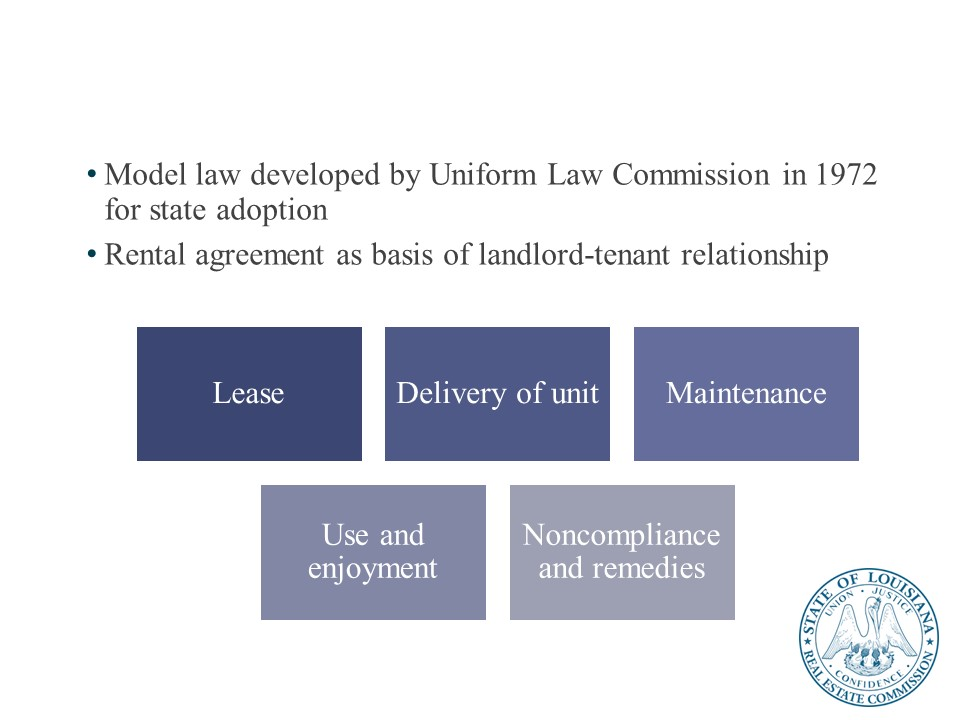 • Model law developed by Uniform Law Commission in 1972
for state adoption
• Rental agreement as basis of landlord-tenant relationship
Lease
Delivery of unit
Maintenance
Use and
enjoyment
Noncompliance
and remedies
STATE OF LOUISIANA
UNION · JUSTICE
· CONFIDENCE ·
REAL ESTATE COMMISSION